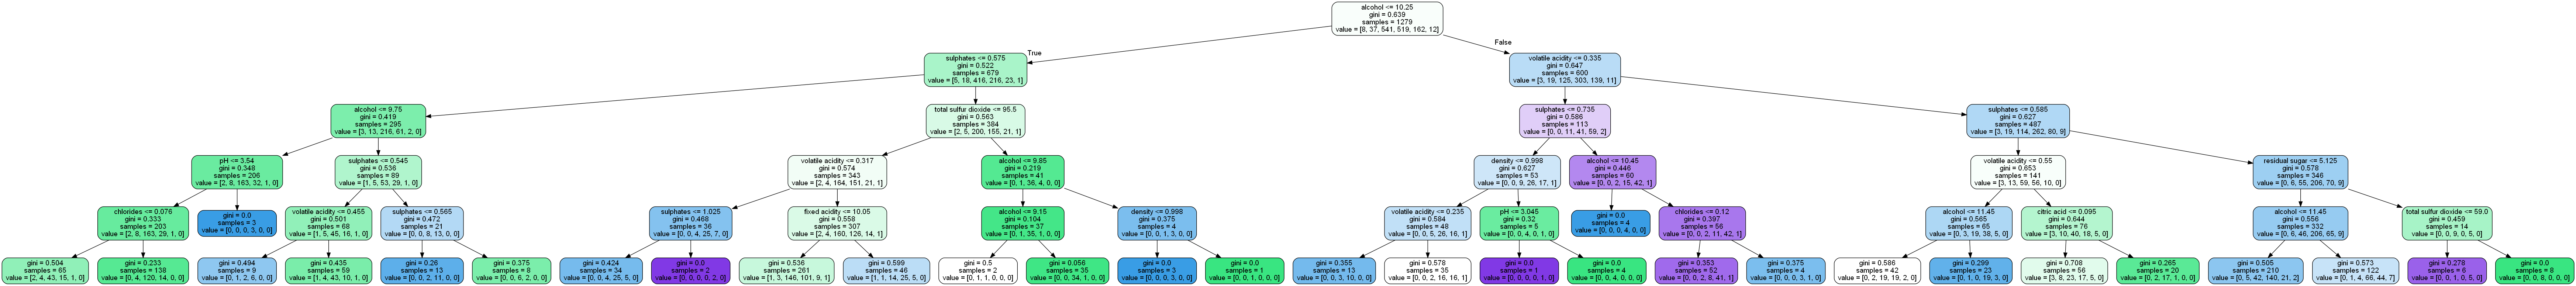 alcohol <= 10.25
gini = 0.639
samples = 1279
value = [8, 37, 541, 519, 162, 12]
True
False
sulphates <= 0.575
gini = 0.522
samples = 679
value = [5, 18, 416, 216, 23, 1]
volatile acidity <= 0.335
gini = 0.647
samples = 600
value = [3, 19, 125, 303, 139, 11]
alcohol <= 9.75
gini = 0.419
samples = 295
value = [3, 13, 216, 61, 2, 0]
total sulfur dioxide <= 95.5
gini = 0.563
samples = 384
value = [2, 5, 200, 155, 21, 1]
sulphates <= 0.735
gini = 0.586
samples = 113
value = [0, 0, 11, 41, 59, 2]
sulphates <= 0.585
gini = 0.627
samples = 487
value = [3, 19, 114, 262, 80, 9]
pH <= 3.54
gini = 0.348
samples = 206
value = [2, 8, 163, 32, 1, 0]
sulphates <= 0.545
gini = 0.536
samples = 89
value = [1, 5, 53, 29, 1, 0]
volatile acidity <= 0.317
gini = 0.574
samples = 343
value = [2, 4, 164, 151, 21, 1]
alcohol <= 9.85
gini = 0.219
samples = 41
value = [0, 1, 36, 4, 0, 0]
density <= 0.998
gini = 0.627
samples = 53
value = [0, 0, 9, 26, 17, 1]
alcohol <= 10.45
gini = 0.446
samples = 60
value = [0, 0, 2, 15, 42, 1]
volatile acidity <= 0.55
gini = 0.653
samples = 141
value = [3, 13, 59, 56, 10, 0]
residual sugar <= 5.125
gini = 0.578
samples = 346
value = [0, 6, 55, 206, 70, 9]
chlorides <= 0.076
gini = 0.333
samples = 203
value = [2, 8, 163, 29, 1, 0]
gini = 0.0
samples = 3
value = [0, 0, 0, 3, 0, 0]
volatile acidity <= 0.455
gini = 0.501
samples = 68
value = [1, 5, 45, 16, 1, 0]
sulphates <= 0.565
gini = 0.472
samples = 21
value = [0, 0, 8, 13, 0, 0]
sulphates <= 1.025
gini = 0.468
samples = 36
value = [0, 0, 4, 25, 7, 0]
fixed acidity <= 10.05
gini = 0.558
samples = 307
value = [2, 4, 160, 126, 14, 1]
alcohol <= 9.15
gini = 0.104
samples = 37
value = [0, 1, 35, 1, 0, 0]
density <= 0.998
gini = 0.375
samples = 4
value = [0, 0, 1, 3, 0, 0]
volatile acidity <= 0.235
gini = 0.584
samples = 48
value = [0, 0, 5, 26, 16, 1]
pH <= 3.045
gini = 0.32
samples = 5
value = [0, 0, 4, 0, 1, 0]
gini = 0.0
samples = 4
value = [0, 0, 0, 4, 0, 0]
chlorides <= 0.12
gini = 0.397
samples = 56
value = [0, 0, 2, 11, 42, 1]
alcohol <= 11.45
gini = 0.565
samples = 65
value = [0, 3, 19, 38, 5, 0]
citric acid <= 0.095
gini = 0.644
samples = 76
value = [3, 10, 40, 18, 5, 0]
alcohol <= 11.45
gini = 0.556
samples = 332
value = [0, 6, 46, 206, 65, 9]
total sulfur dioxide <= 59.0
gini = 0.459
samples = 14
value = [0, 0, 9, 0, 5, 0]
gini = 0.504
samples = 65
value = [2, 4, 43, 15, 1, 0]
gini = 0.233
samples = 138
value = [0, 4, 120, 14, 0, 0]
gini = 0.494
samples = 9
value = [0, 1, 2, 6, 0, 0]
gini = 0.435
samples = 59
value = [1, 4, 43, 10, 1, 0]
gini = 0.26
samples = 13
value = [0, 0, 2, 11, 0, 0]
gini = 0.375
samples = 8
value = [0, 0, 6, 2, 0, 0]
gini = 0.424
samples = 34
value = [0, 0, 4, 25, 5, 0]
gini = 0.0
samples = 2
value = [0, 0, 0, 0, 2, 0]
gini = 0.536
samples = 261
value = [1, 3, 146, 101, 9, 1]
gini = 0.599
samples = 46
value = [1, 1, 14, 25, 5, 0]
gini = 0.5
samples = 2
value = [0, 1, 1, 0, 0, 0]
gini = 0.056
samples = 35
value = [0, 0, 34, 1, 0, 0]
gini = 0.0
samples = 3
value = [0, 0, 0, 3, 0, 0]
gini = 0.0
samples = 1
value = [0, 0, 1, 0, 0, 0]
gini = 0.355
samples = 13
value = [0, 0, 3, 10, 0, 0]
gini = 0.578
samples = 35
value = [0, 0, 2, 16, 16, 1]
gini = 0.0
samples = 1
value = [0, 0, 0, 0, 1, 0]
gini = 0.0
samples = 4
value = [0, 0, 4, 0, 0, 0]
gini = 0.353
samples = 52
value = [0, 0, 2, 8, 41, 1]
gini = 0.375
samples = 4
value = [0, 0, 0, 3, 1, 0]
gini = 0.586
samples = 42
value = [0, 2, 19, 19, 2, 0]
gini = 0.299
samples = 23
value = [0, 1, 0, 19, 3, 0]
gini = 0.708
samples = 56
value = [3, 8, 23, 17, 5, 0]
gini = 0.265
samples = 20
value = [0, 2, 17, 1, 0, 0]
gini = 0.505
samples = 210
value = [0, 5, 42, 140, 21, 2]
gini = 0.573
samples = 122
value = [0, 1, 4, 66, 44, 7]
gini = 0.278
samples = 6
value = [0, 0, 1, 0, 5, 0]
gini = 0.0
samples = 8
value = [0, 0, 8, 0, 0, 0]